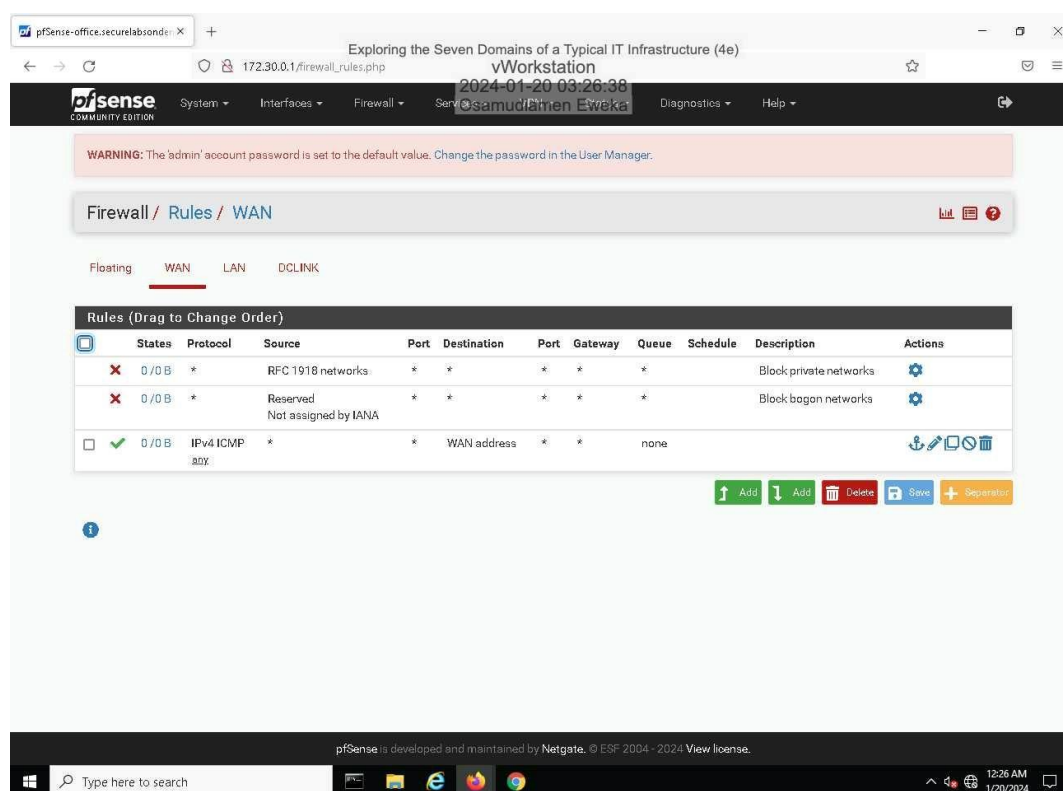 pfSense-office.securelabsonder
Exploring the Seven Domains of a Typical IT Infrastructure (4e)
172.30.0.1/firewall_rules.php
vWorkstation
2024-01-20 03:26:38
Osamudiamen Eweka
pfsense
COMMUNITY EDITION
System Interfaces Firewall Diagnostics Help
WARNING: The 'admin' account password is set to the default value. Change the password in the User Manager.
Firewall / Rules / WAN
Floating WAN LAN DCLINK
Rules (Drag to Change Order)
States Protocol Source Port Destination Port Gateway Queue Schedule Description Actions
0 / 0 B * RFC 1918 networks * * * * * Block private networks
0 / 0 B * Reserved * * * * * Block bogon networks
Not assigned by IANA
0 / 0 B IPv4 ICMP * * WAN address * * none
any
Add Add Delete Save Separator
pfSense is developed and maintained by Netgate. © ESF 2004 - 2024 View license.
Type here to search
12:26 AM
1/20/2024